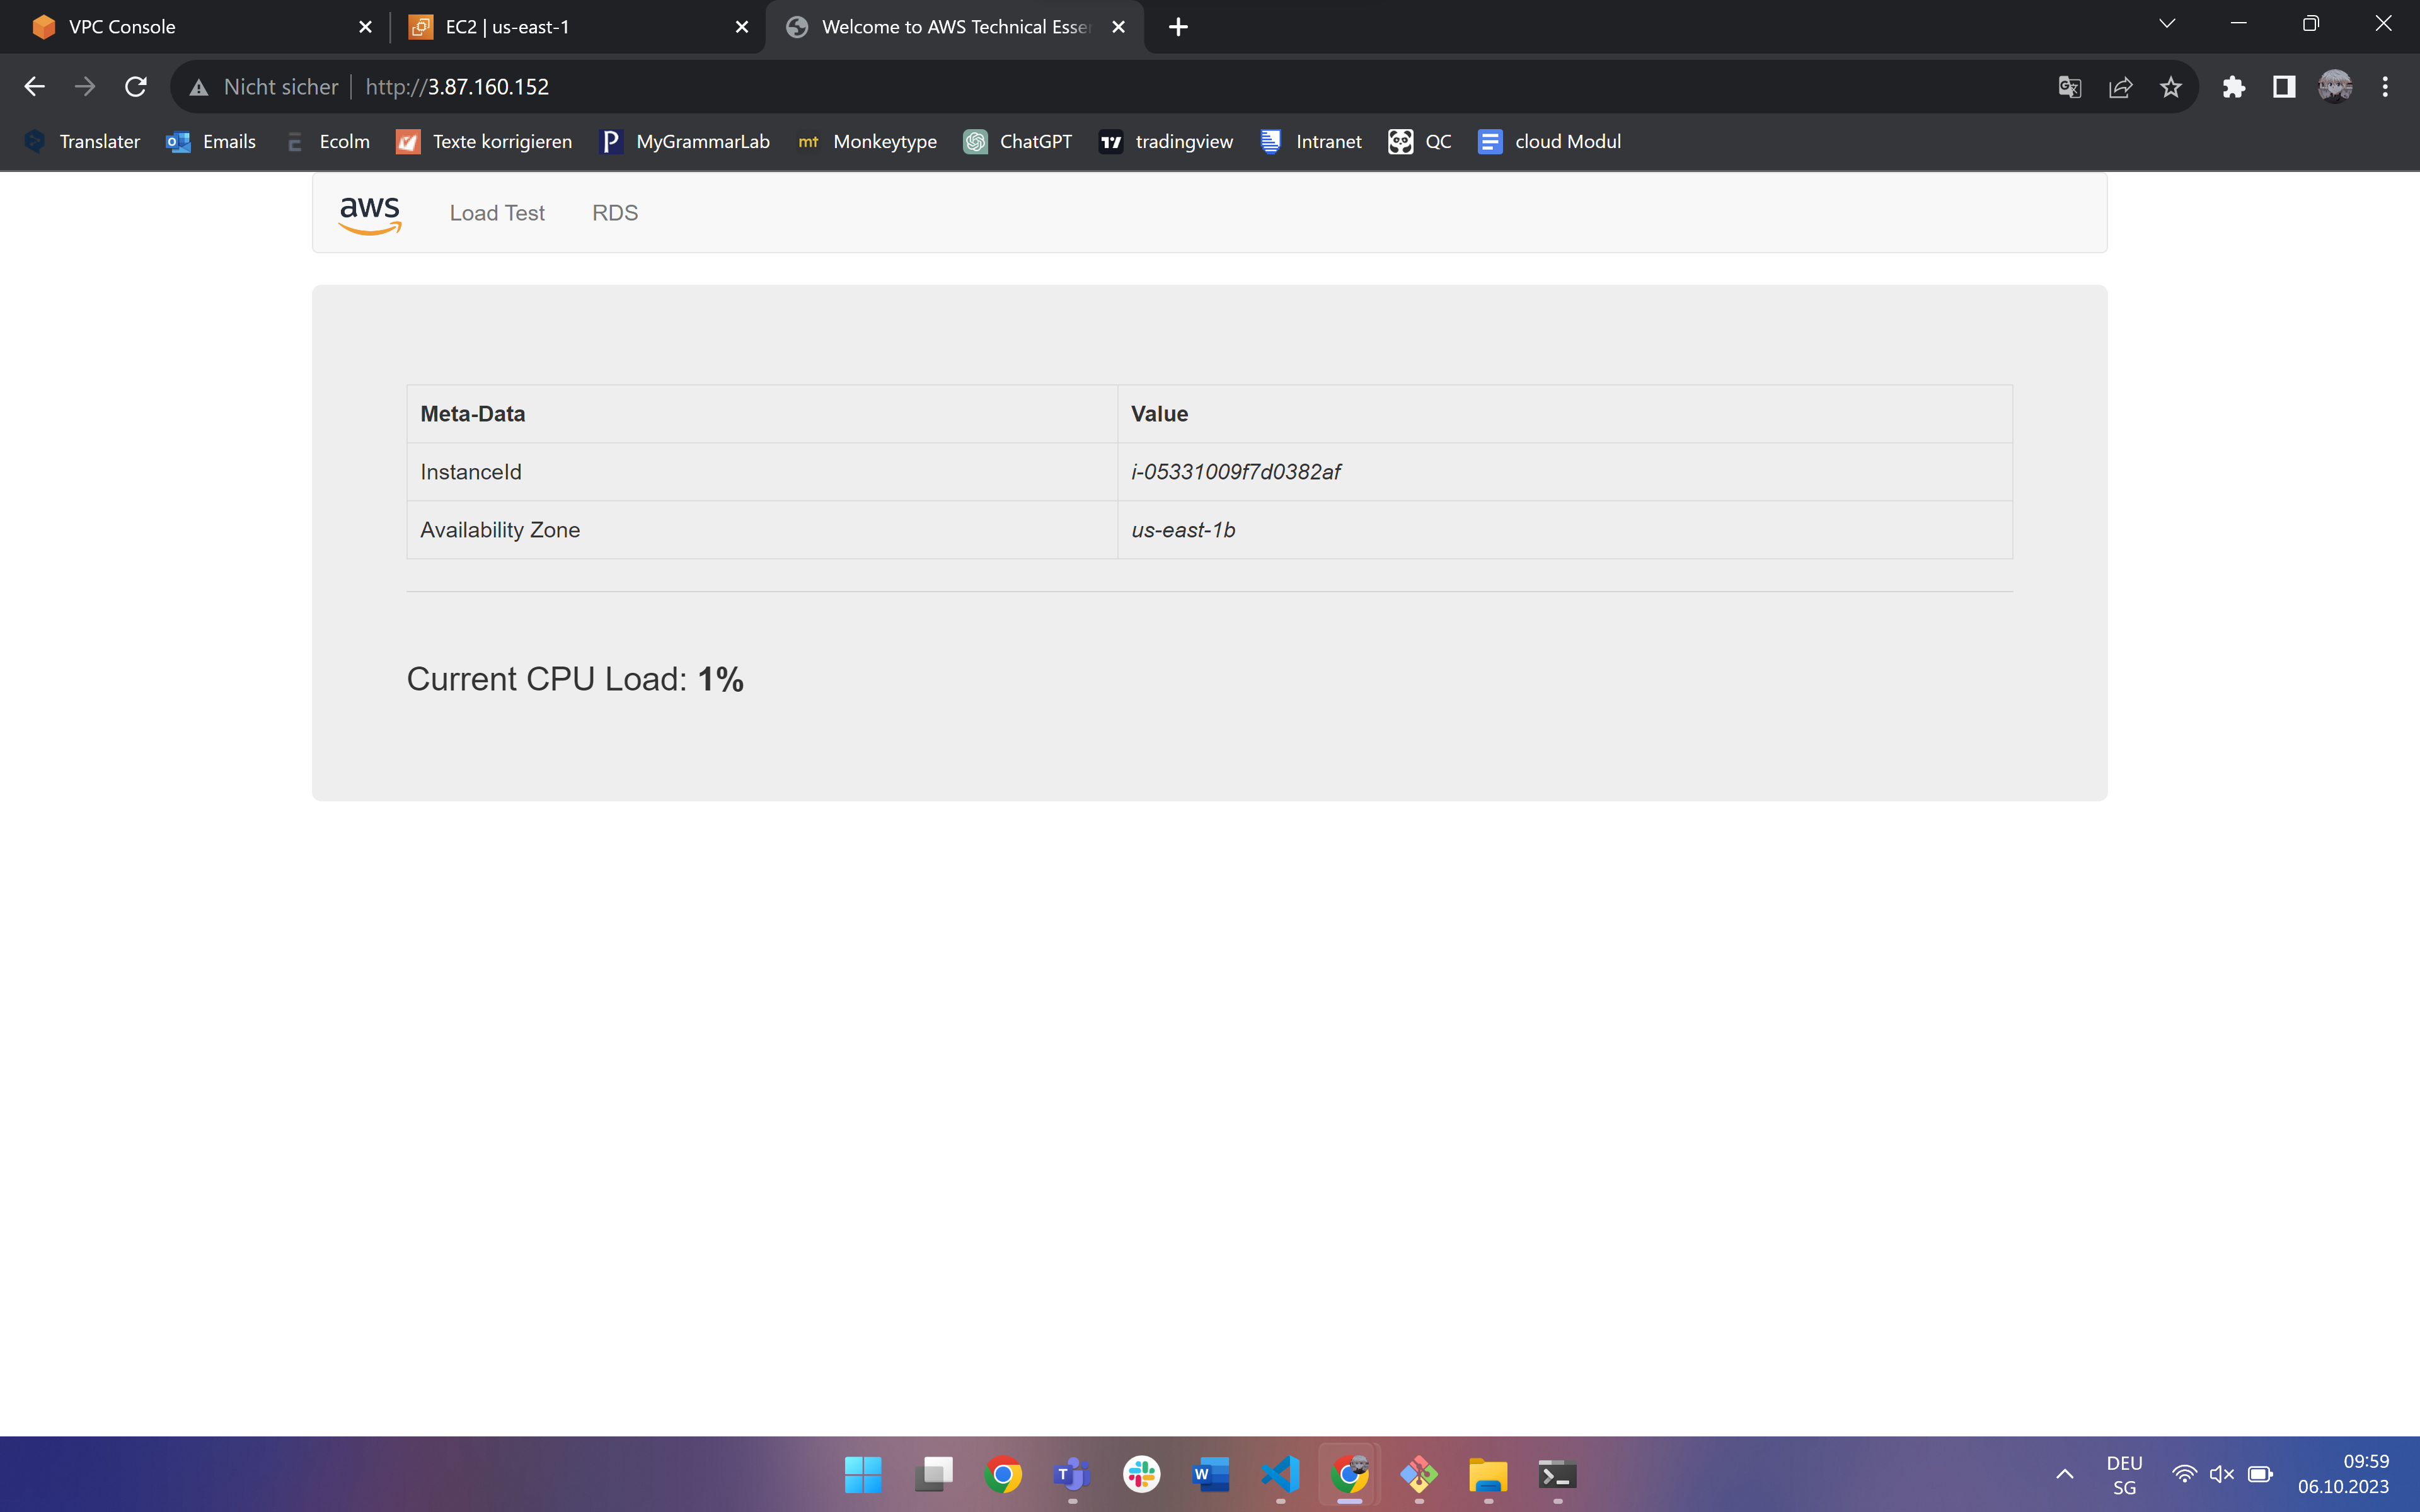 VPC Console
EC2 | us-east-1
Welcome to AWS Technical Esse
Nicht sicher | http://3.87.160.152
Translater Emails Ecolm Texte korrigieren MyGrammarLab mt Monkeytype ChatGPT tradingview Intranet QC cloud Modul
aws Load Test RDS
Meta-Data Value
InstanceId i-05331009f7d0382af
Availability Zone us-east-1b
Current CPU Load: 1%
DEU
SG
09:59
06.10.2023